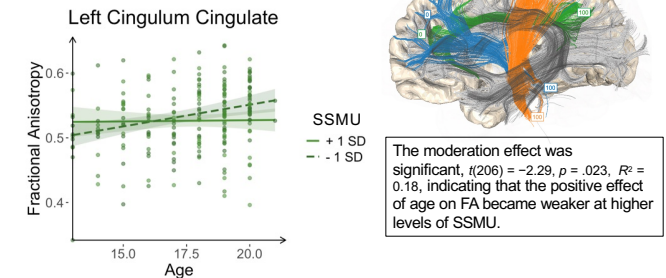 Left Cingulum Cingulate
Fractional Anisotropy
0.6
0.5
0.4
15.0 17.5 20.0
Age
SSMU
+ 1 SD
- 1 SD
0
0
100
100
100
The moderation effect was
significant, t(206) = −2.29, p = .023, R² =
0.18, indicating that the positive effect
of age on FA became weaker at higher
levels of SSMU.